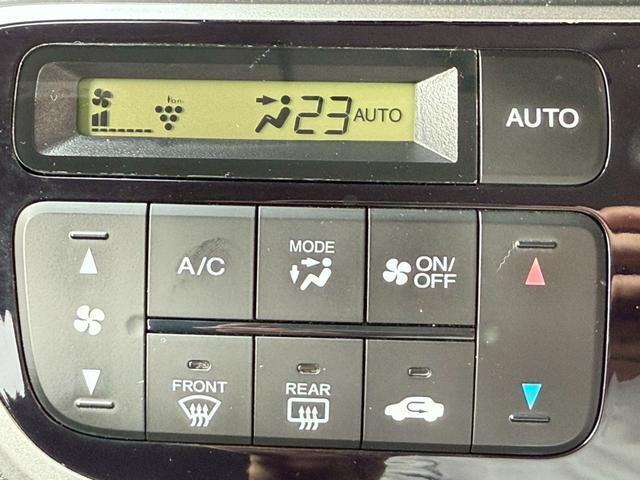 23 AUTO
AUTO
A/C
MODE
ON/
OFF
FRONT
REAR